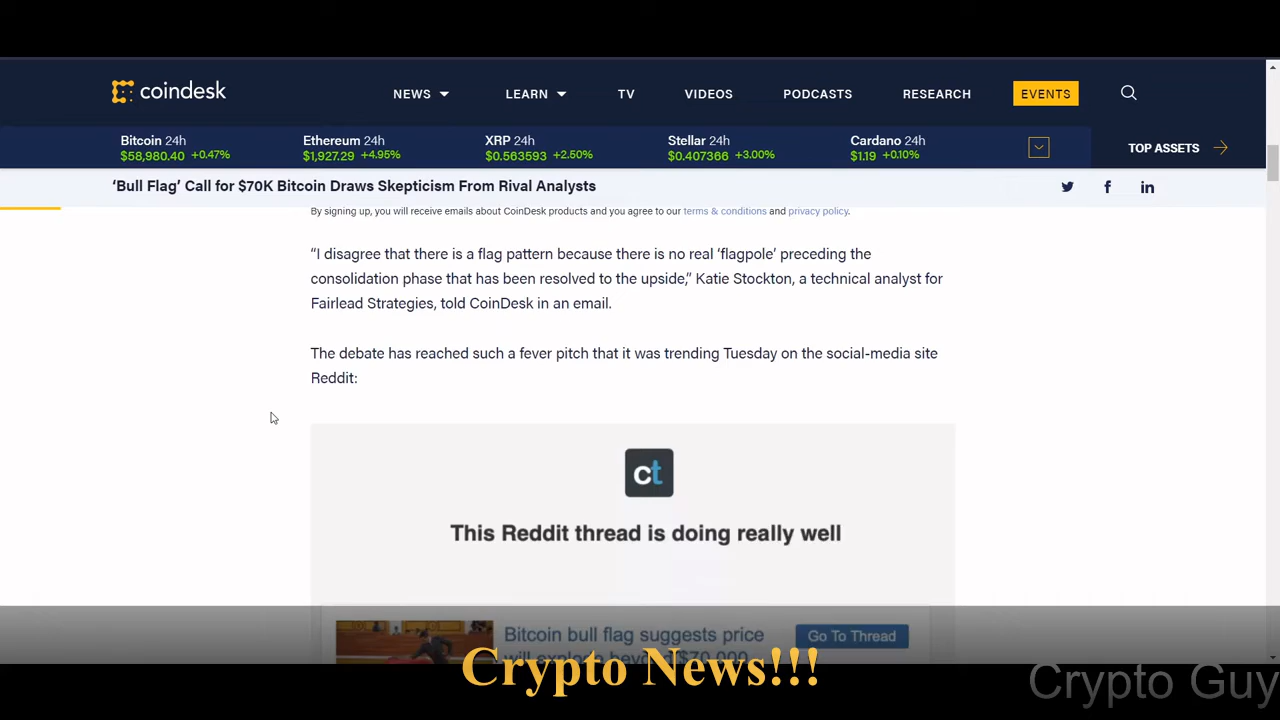 coindesk
NEWS LEARN TV VIDEOS PODCASTS RESEARCH EVENTS
Bitcoin 24h Ethereum 24h XRP 24h Stellar 24h Cardano 24h
$58,980.40 +0.47% $1,927.29 +4.95% $0.563593 +2.50% $0.407366 +3.00% $1.19 +0.10%
TOP ASSETS
‘Bull Flag’ Call for $70K Bitcoin Draws Skepticism From Rival Analysts
By signing up, you will receive emails about CoinDesk products and you agree to our terms & conditions and privacy policy.
“I disagree that there is a flag pattern because there is no real ‘flagpole’ preceding the
consolidation phase that has been resolved to the upside,” Katie Stockton, a technical analyst for
Fairlead Strategies, told CoinDesk in an email.
The debate has reached such a fever pitch that it was trending Tuesday on the social-media site
Reddit:
ct
This Reddit thread is doing really well
Bitcoin bull flag suggests price
Go To Thread
will explode beyond $70,000
Crypto News!!!
Crypto Guy